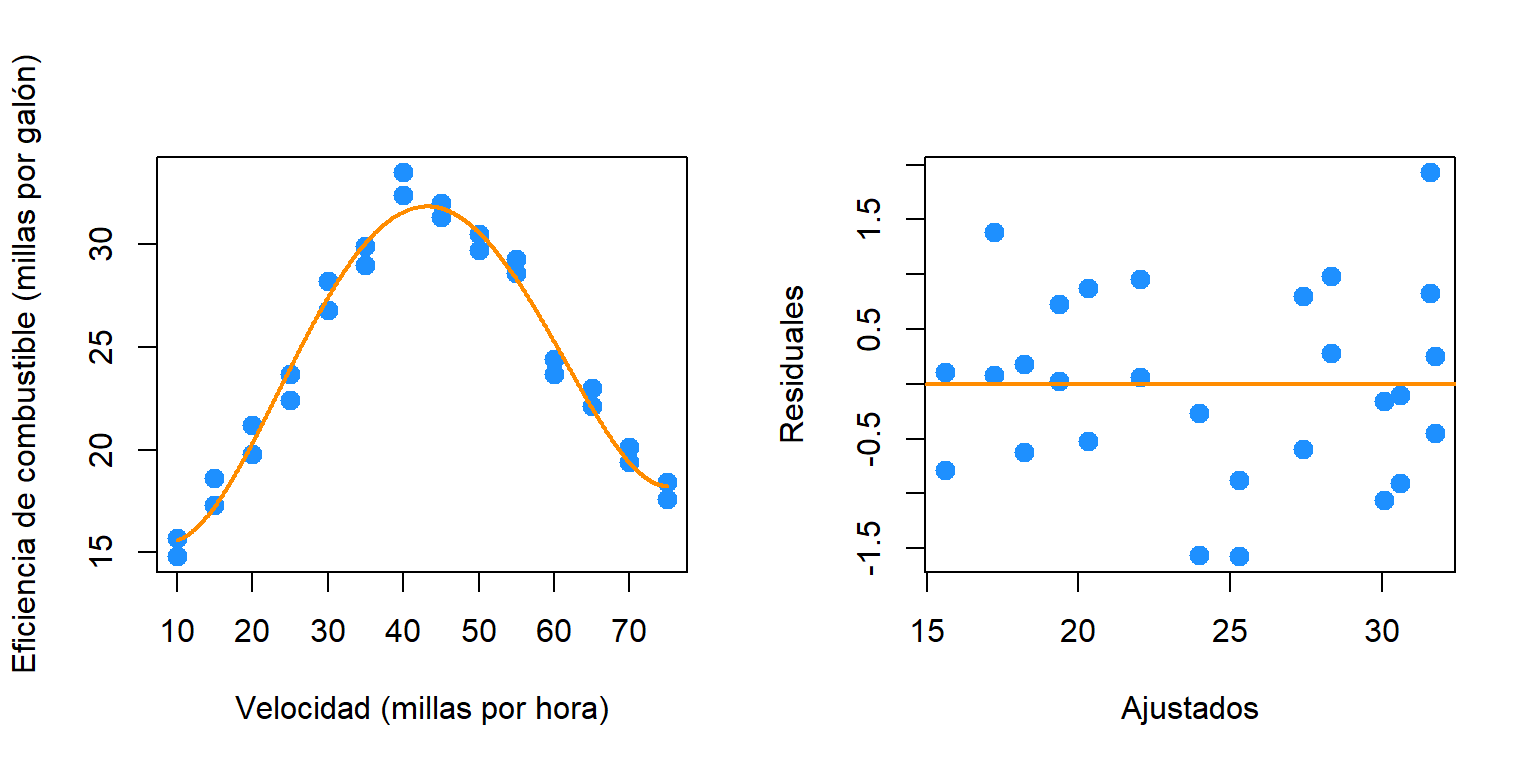 Eficiencia de combustible (millas por galón)
30
25
20
15
10 20 30 40 50 60 70
Velocidad (millas por hora)
Residuales
1.5
0.5
-0.5
-1.5
15 20 25 30
Ajustados